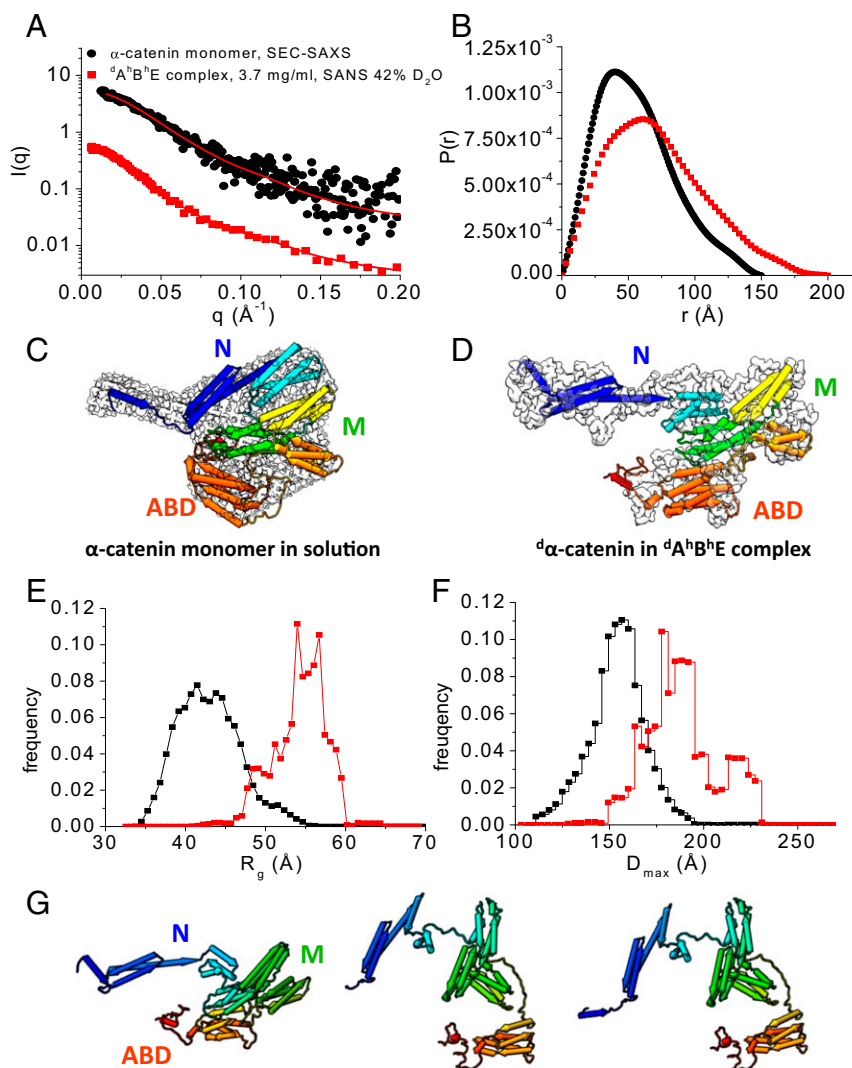 A
α-catenin monomer, SEC-SAXS
ᵈAʰBʰE complex, 3.7 mg/ml, SANS 42% D₂O
I(q)
10
1
0.1
0.01
0.00 0.05 0.10 0.15 0.20
q (Å⁻¹)
B
P(r)
1.25x10⁻³
1.00x10⁻³
7.50x10⁻⁴
5.00x10⁻⁴
2.50x10⁻⁴
0.00
0 50 100 150 200
r (Å)
C
N
M
ABD
α-catenin monomer in solution
D
N
M
ABD
ᵈα-catenin in ᵈAʰBʰE complex
E
frequency
0.12
0.10
0.08
0.06
0.04
0.02
0.00
30 40 50 60 70
R_g (Å)
F
freuqency
0.12
0.10
0.08
0.06
0.04
0.02
0.00
100 150 200 250
D_max (Å)
G
N
M
ABD